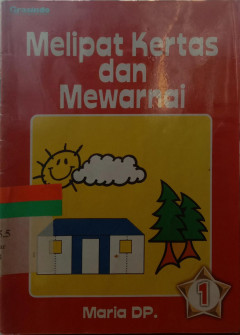 Melipat Kertas
dan
Mewarnai
1
Maria DP.